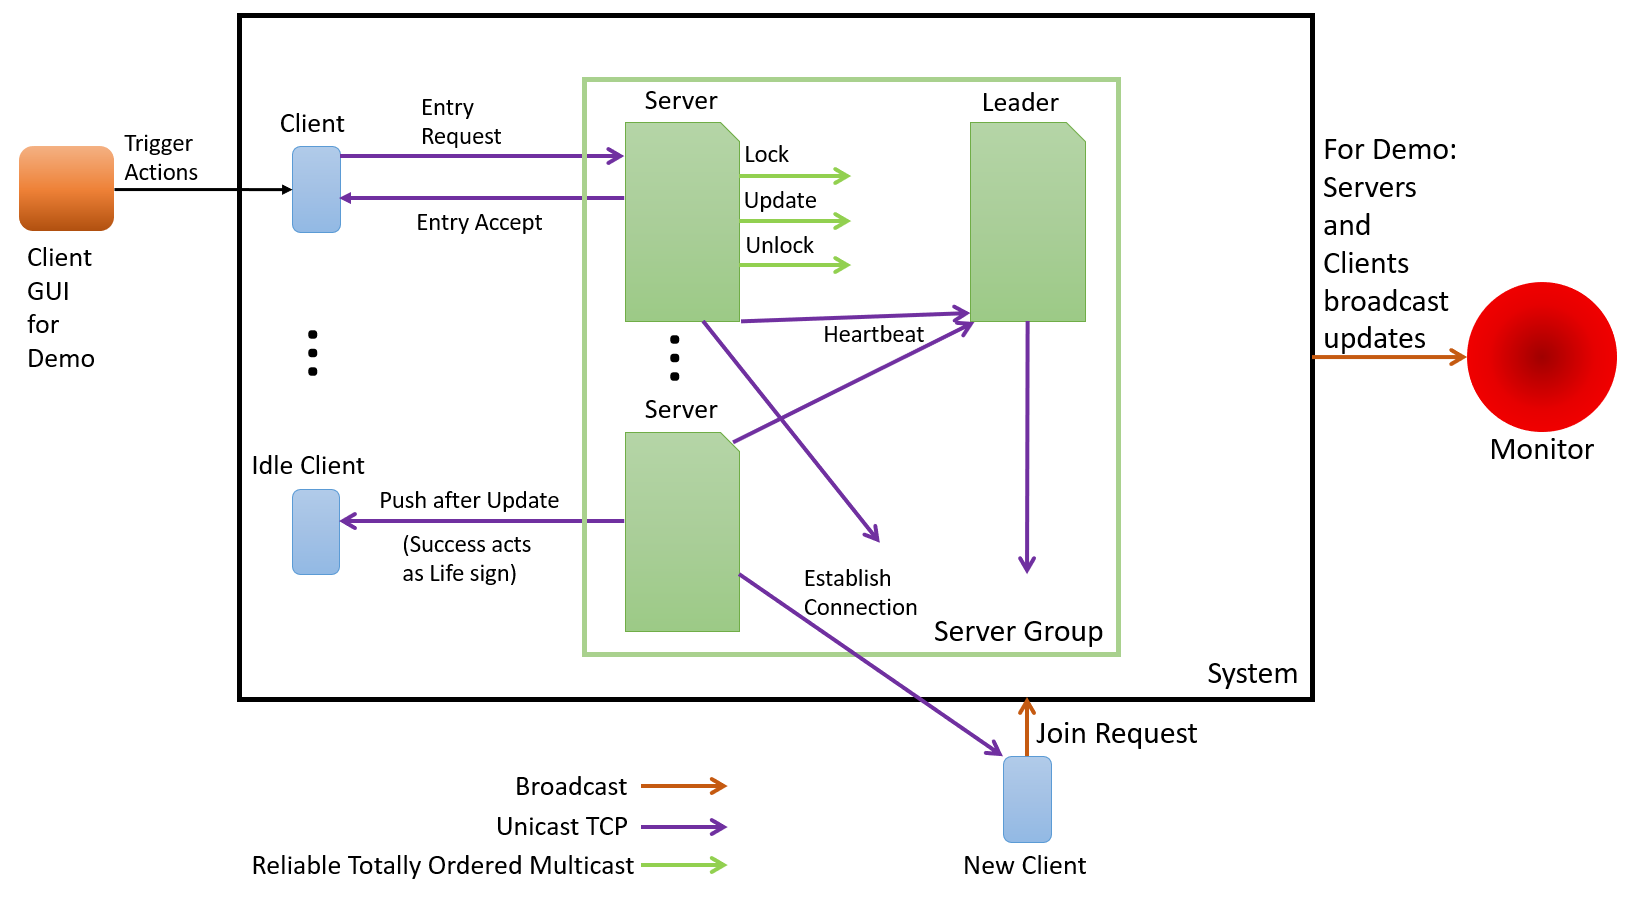 Client
GUI
for
Demo
Trigger
Actions
Client
Entry
Request
Entry Accept
Idle Client
Push after Update
(Success acts
as Life sign)
Server
Lock
Update
Unlock
Leader
Heartbeat
Server
Establish
Connection
Server Group
System
For Demo:
Servers
and
Clients
broadcast
updates
Monitor
Join Request
New Client
Broadcast
Unicast TCP
Reliable Totally Ordered Multicast